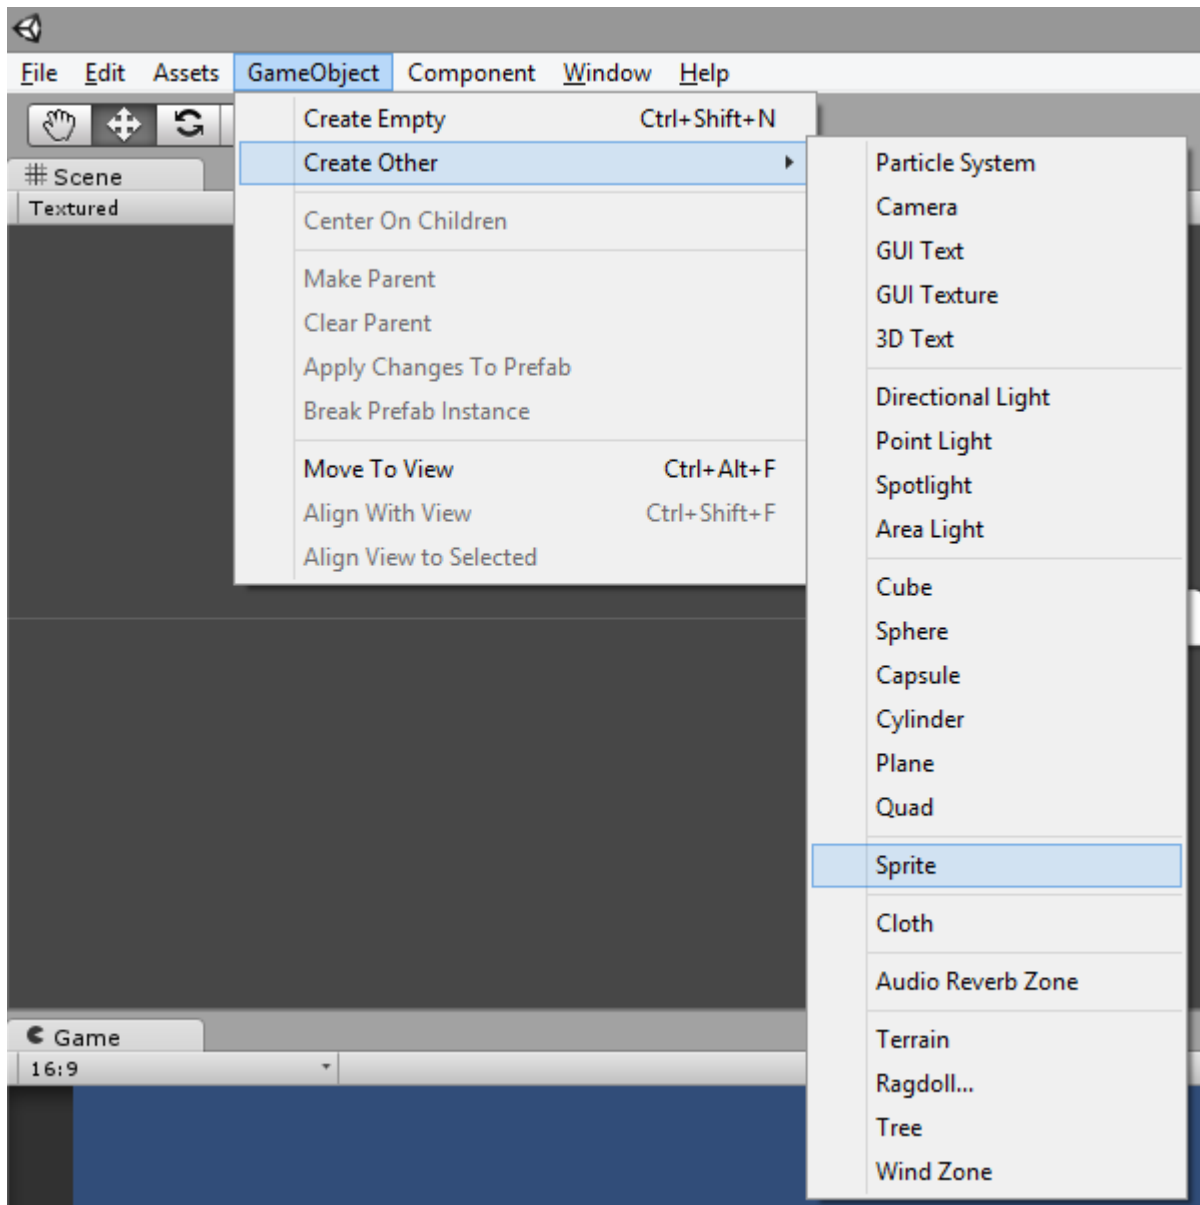 File Edit Assets GameObject Component Window Help
Create Empty Ctrl+Shift+N
Create Other
Center On Children
Make Parent
Clear Parent
Apply Changes To Prefab
Break Prefab Instance
Move To View Ctrl+Alt+F
Align With View Ctrl+Shift+F
Align View to Selected
Particle System
Camera
GUI Text
GUI Texture
3D Text
Directional Light
Point Light
Spotlight
Area Light
Cube
Sphere
Capsule
Cylinder
Plane
Quad
Sprite
Cloth
Audio Reverb Zone
Terrain
Ragdoll...
Tree
Wind Zone
Scene
Textured
Game
16:9